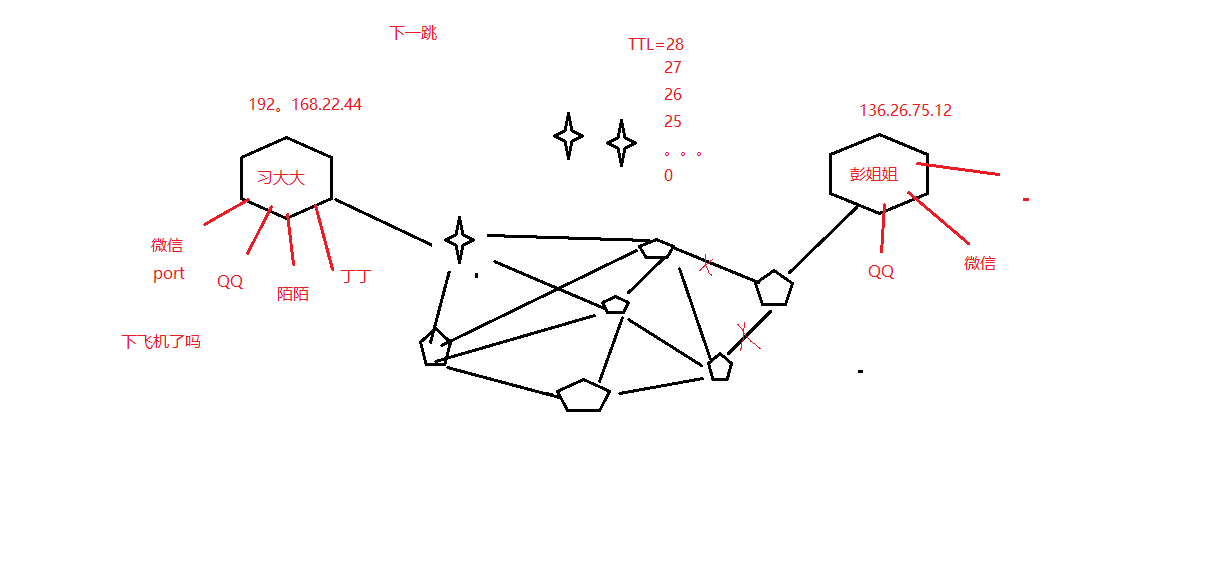 下一跳
TTL=28
27
26
25
。。。
0
192。168.22.44
136.26.75.12
习大大
彭姐姐
微信
port
QQ
陌陌
丁丁
QQ
微信
下飞机了吗